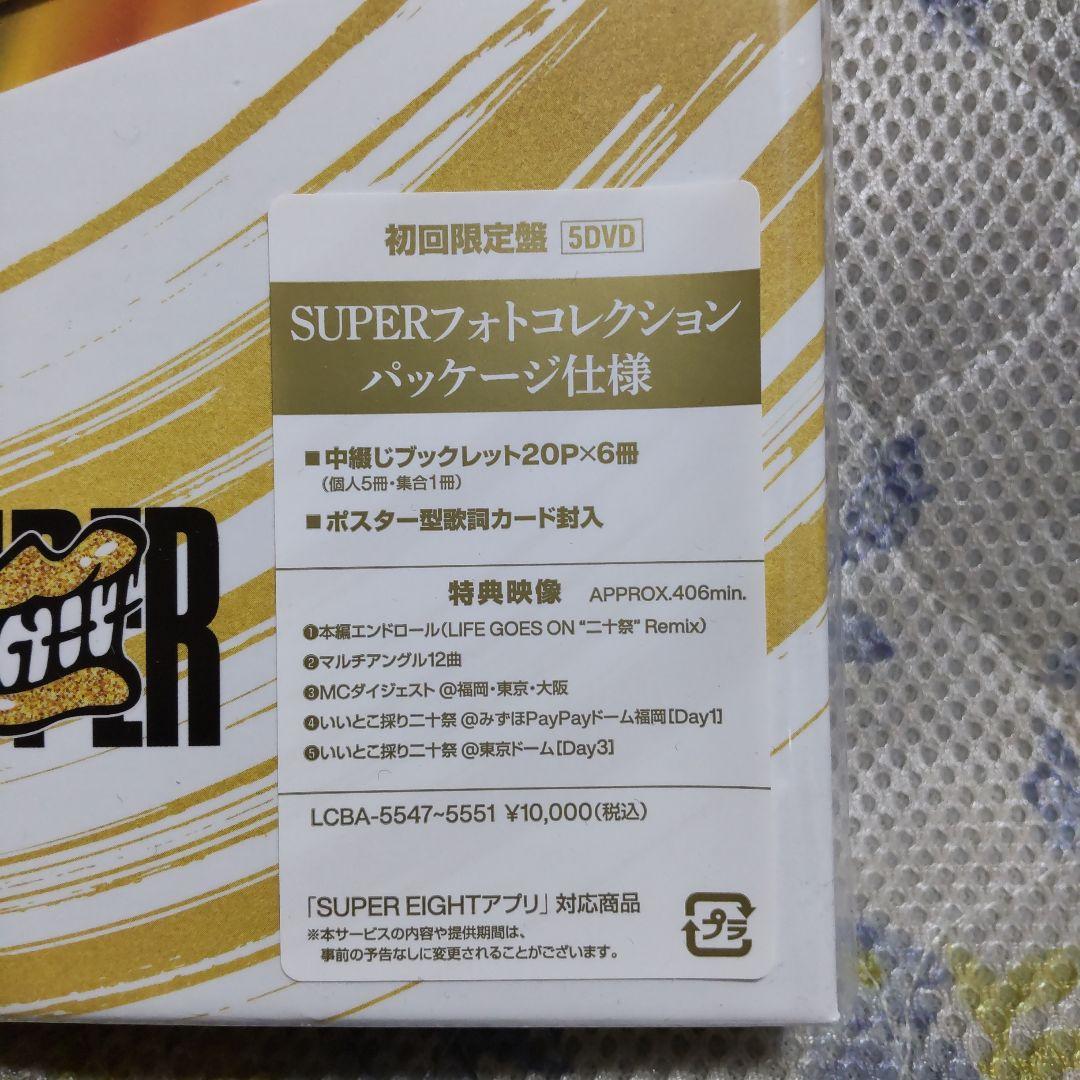 初回限定盤 5DVD
SUPERフォトコレクション
パッケージ仕様
■中綴じブックレット20P×6冊
（個人5冊・集合1冊）
■ポスター型歌詞カード封入
特典映像 APPROX.406min.
❶本編エンドロール（LIFE GOES ON “二十祭” Remix）
❷マルチアングル12曲
❸MCダイジェスト @福岡・東京・大阪
❹いいとこ採り二十祭 @みずほPayPayドーム福岡［Day1］
❺いいとこ採り二十祭 @東京ドーム［Day3］
LCBA-5547~5551 ¥10,000（税込）
「SUPER EIGHTアプリ」対応商品
※本サービスの内容や提供期間は、
事前の予告なしに変更されることがございます。
プラ